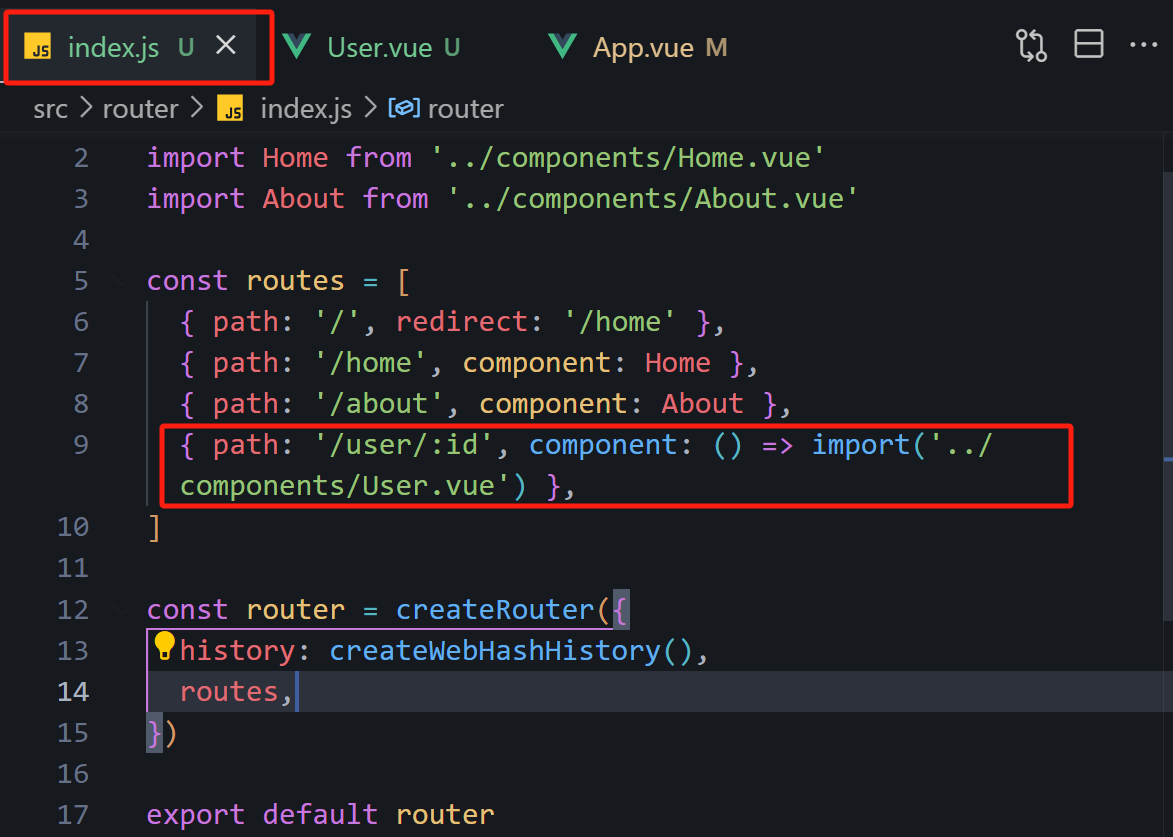 JS index.js U × User.vue U App.vue M ···
src > router > JS index.js > router
2 import Home from '../components/Home.vue'
3 import About from '../components/About.vue'
4
5 const routes = [
6 { path: '/', redirect: '/home' },
7 { path: '/home', component: Home },
8 { path: '/about', component: About },
9 { path: '/user/:id', component: () => import('../
components/User.vue') },
10 ]
11
12 const router = createRouter({
13 history: createWebHashHistory(),
14 routes,
15 })
16
17 export default router